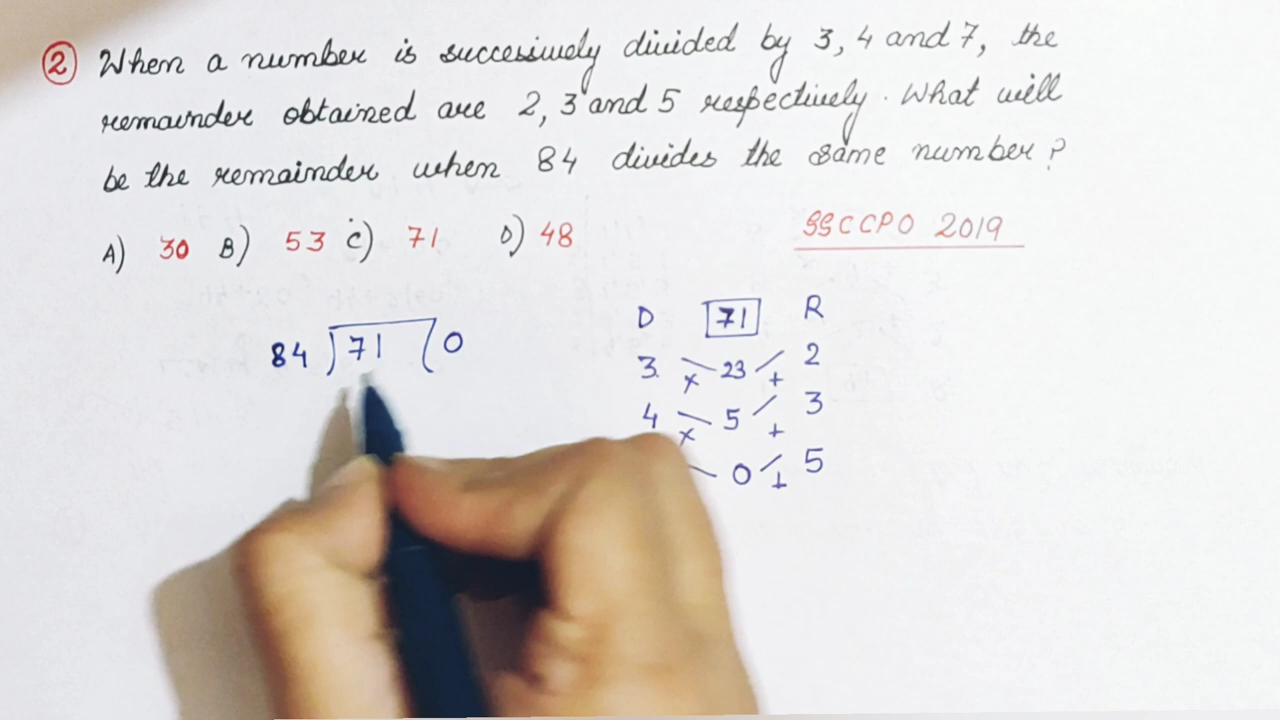 ② When a number is successively divided by 3, 4 and 7, the
remainder obtained are 2, 3 and 5 respectively. What will
be the remainder when 84 divides the same number?
A) 30 B) 53 C) 71 D) 48
SSCCPO 2019
84 ) 71 ( 0
D 71 R
3 × 23 + 2
4 × 5 + 3
0 + 5